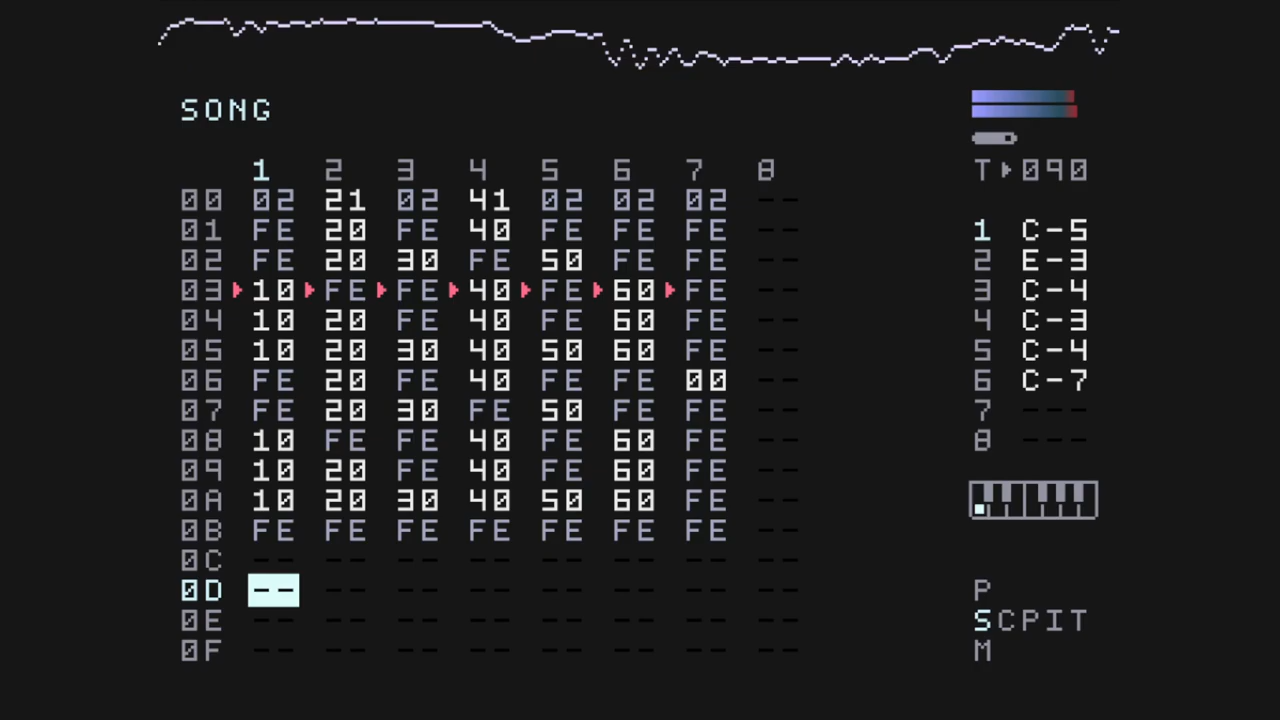 SONG
1 2 3 4 5 6 7 8 T▸090
00 02 21 02 41 02 02 02 --
01 FE 20 FE 40 FE FE FE -- 1 C-5
02 FE 20 30 FE 50 FE FE -- 2 E-3
03 ▸10 ▸FE ▸FE ▸40 ▸FE ▸60 ▸FE -- 3 C-4
04 10 20 FE 40 FE 60 FE -- 4 C-3
05 10 20 30 40 50 60 FE -- 5 C-4
06 FE 20 FE 40 FE FE 00 -- 6 C-7
07 FE 20 30 FE 50 FE FE -- 7 ---
08 10 FE FE 40 FE 60 FE -- 8 ---
09 10 20 FE 40 FE 60 FE --
0A 10 20 30 40 50 60 FE --
0B FE FE FE FE FE FE FE --
0C -- -- -- -- -- -- -- --
0D -- -- -- -- -- -- -- -- P
0E -- -- -- -- -- -- -- -- SCPIT
0F -- -- -- -- -- -- -- -- M